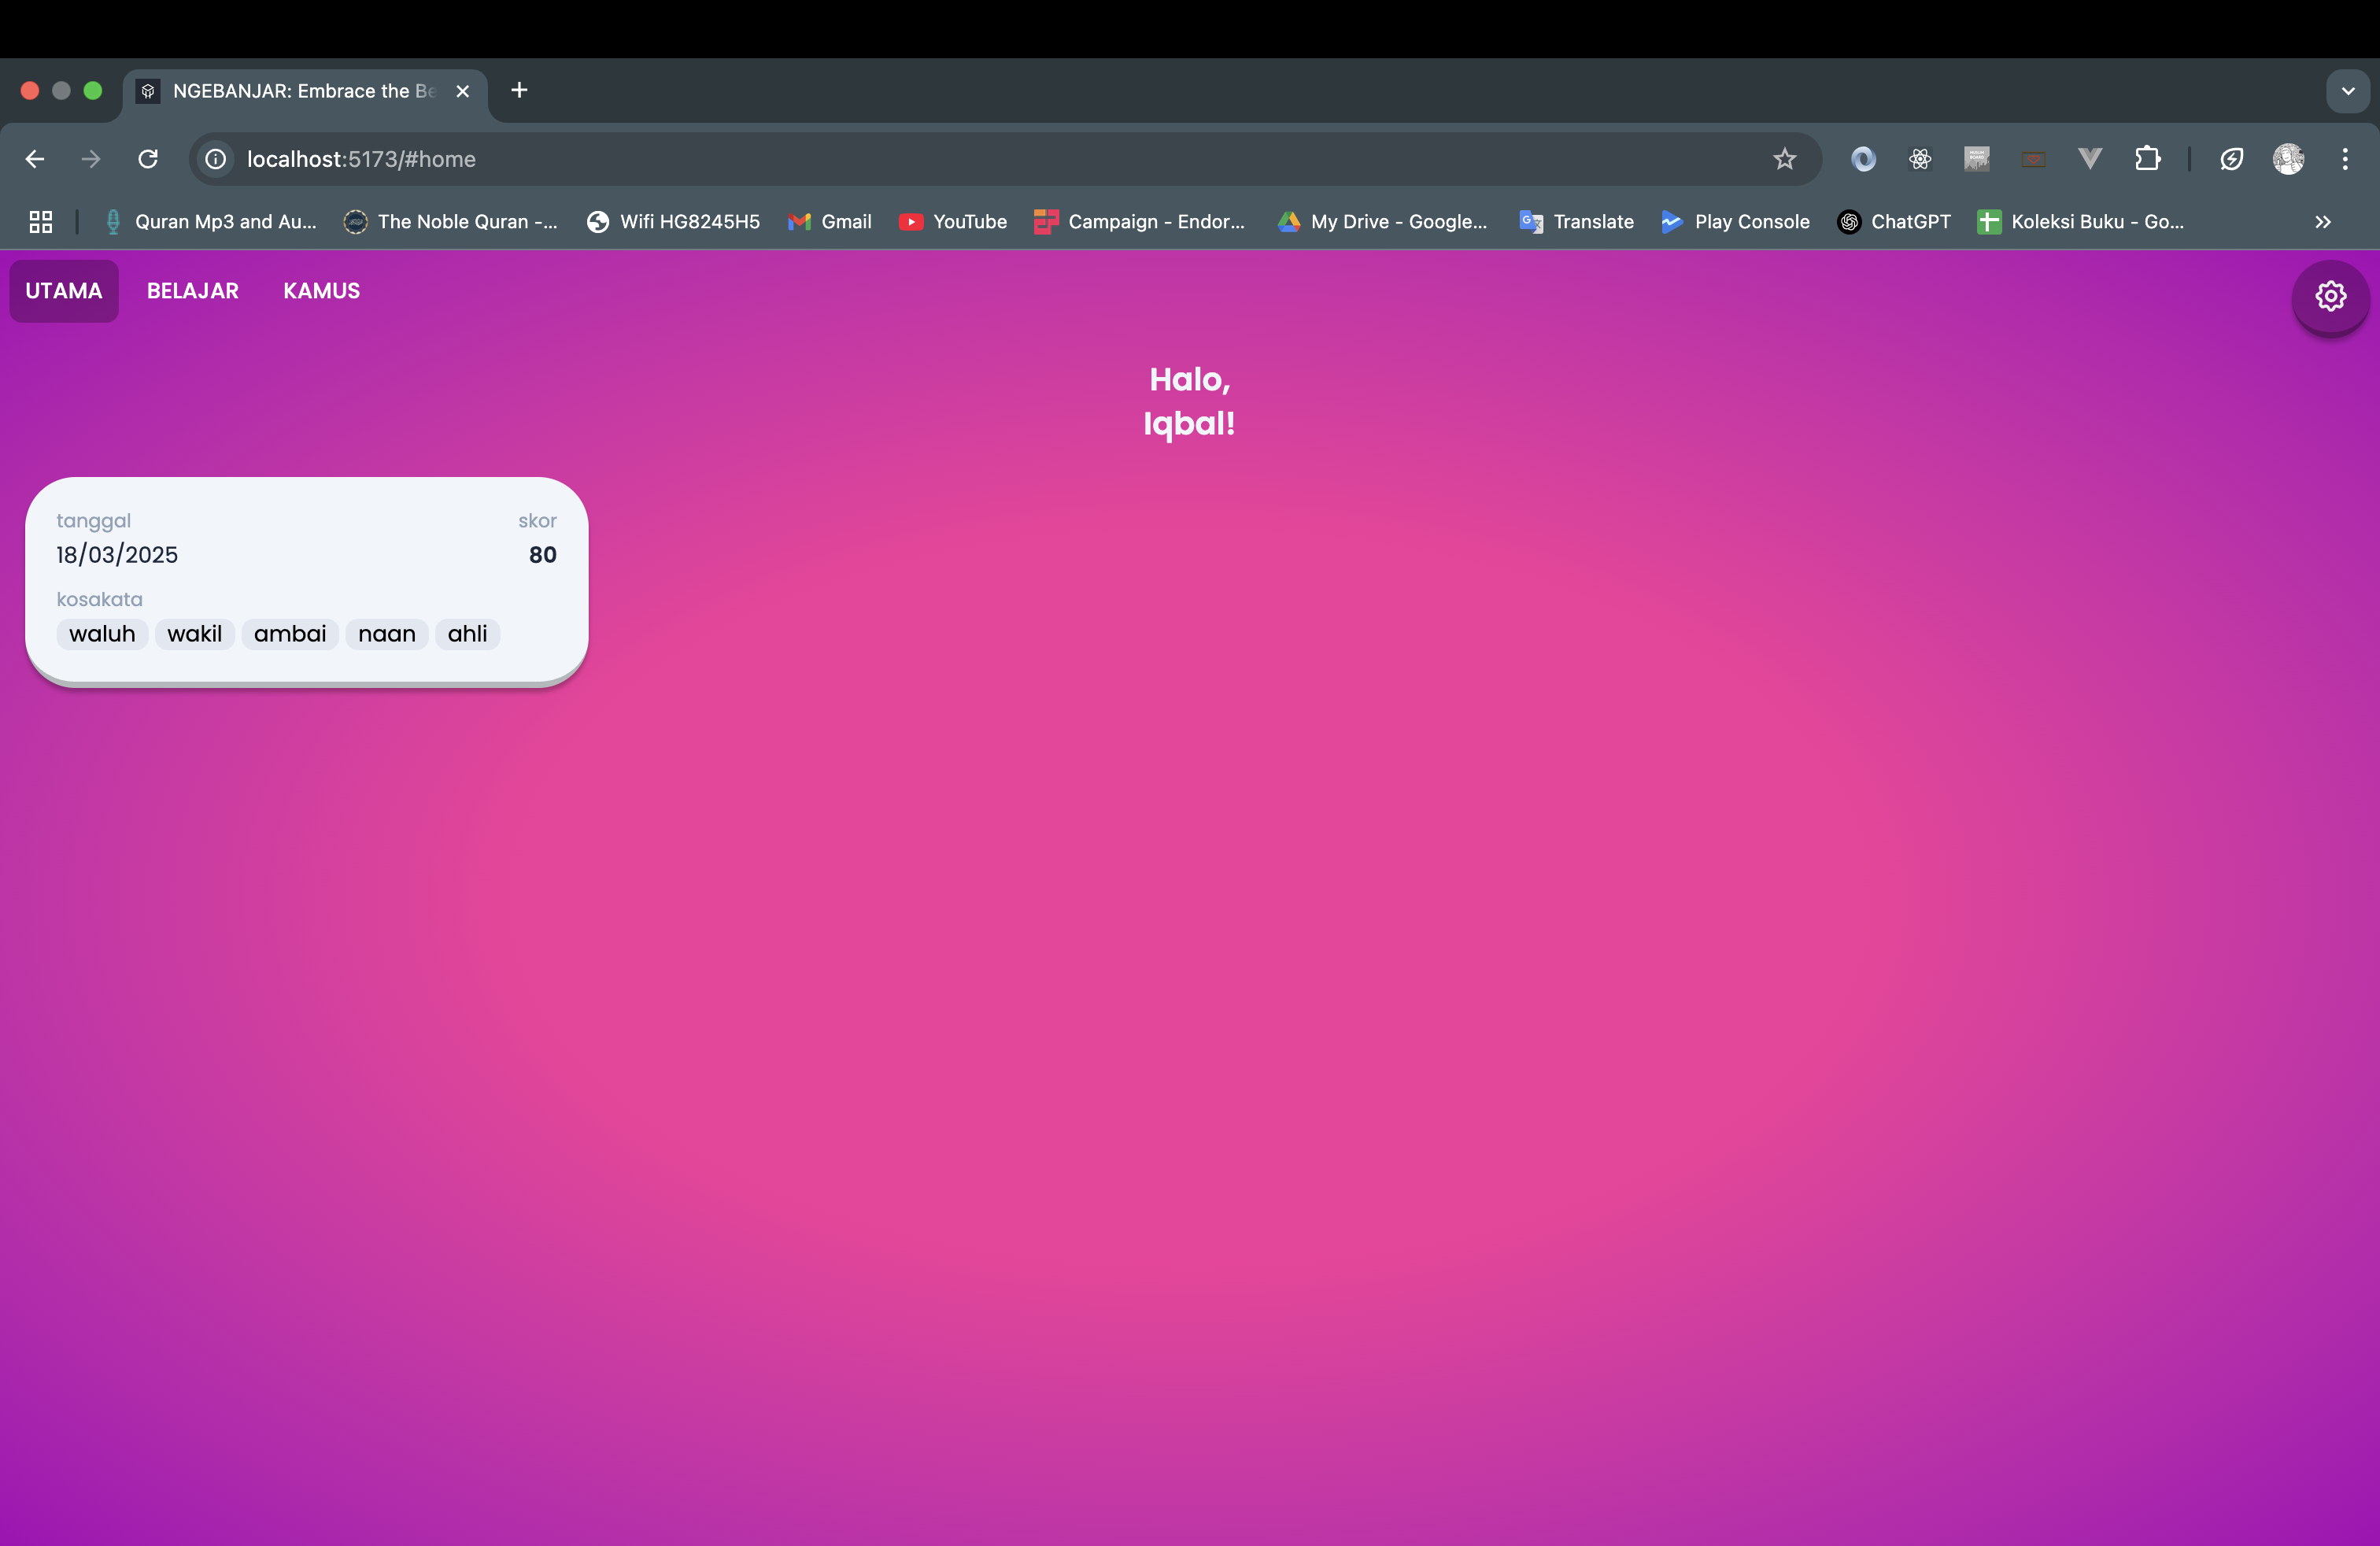 NGEBANJAR: Embrace the Be
localhost:5173/#home
Quran Mp3 and Au... The Noble Quran -... Wifi HG8245H5 Gmail YouTube Campaign - Endor... My Drive - Google... Translate Play Console ChatGPT Koleksi Buku - Go...
UTAMA BELAJAR KAMUS
Halo,
Iqbal!
tanggal skor
18/03/2025 80
kosakata
waluh wakil ambai naan ahli